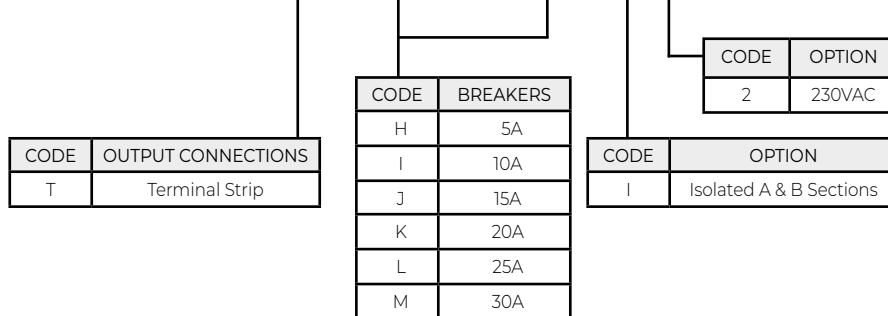 CODE OPTION
2 230VAC
CODE BREAKERS
H 5A
I 10A
J 15A
K 20A
L 25A
M 30A
CODE OUTPUT CONNECTIONS
T Terminal Strip
CODE OPTION
I Isolated A & B Sections